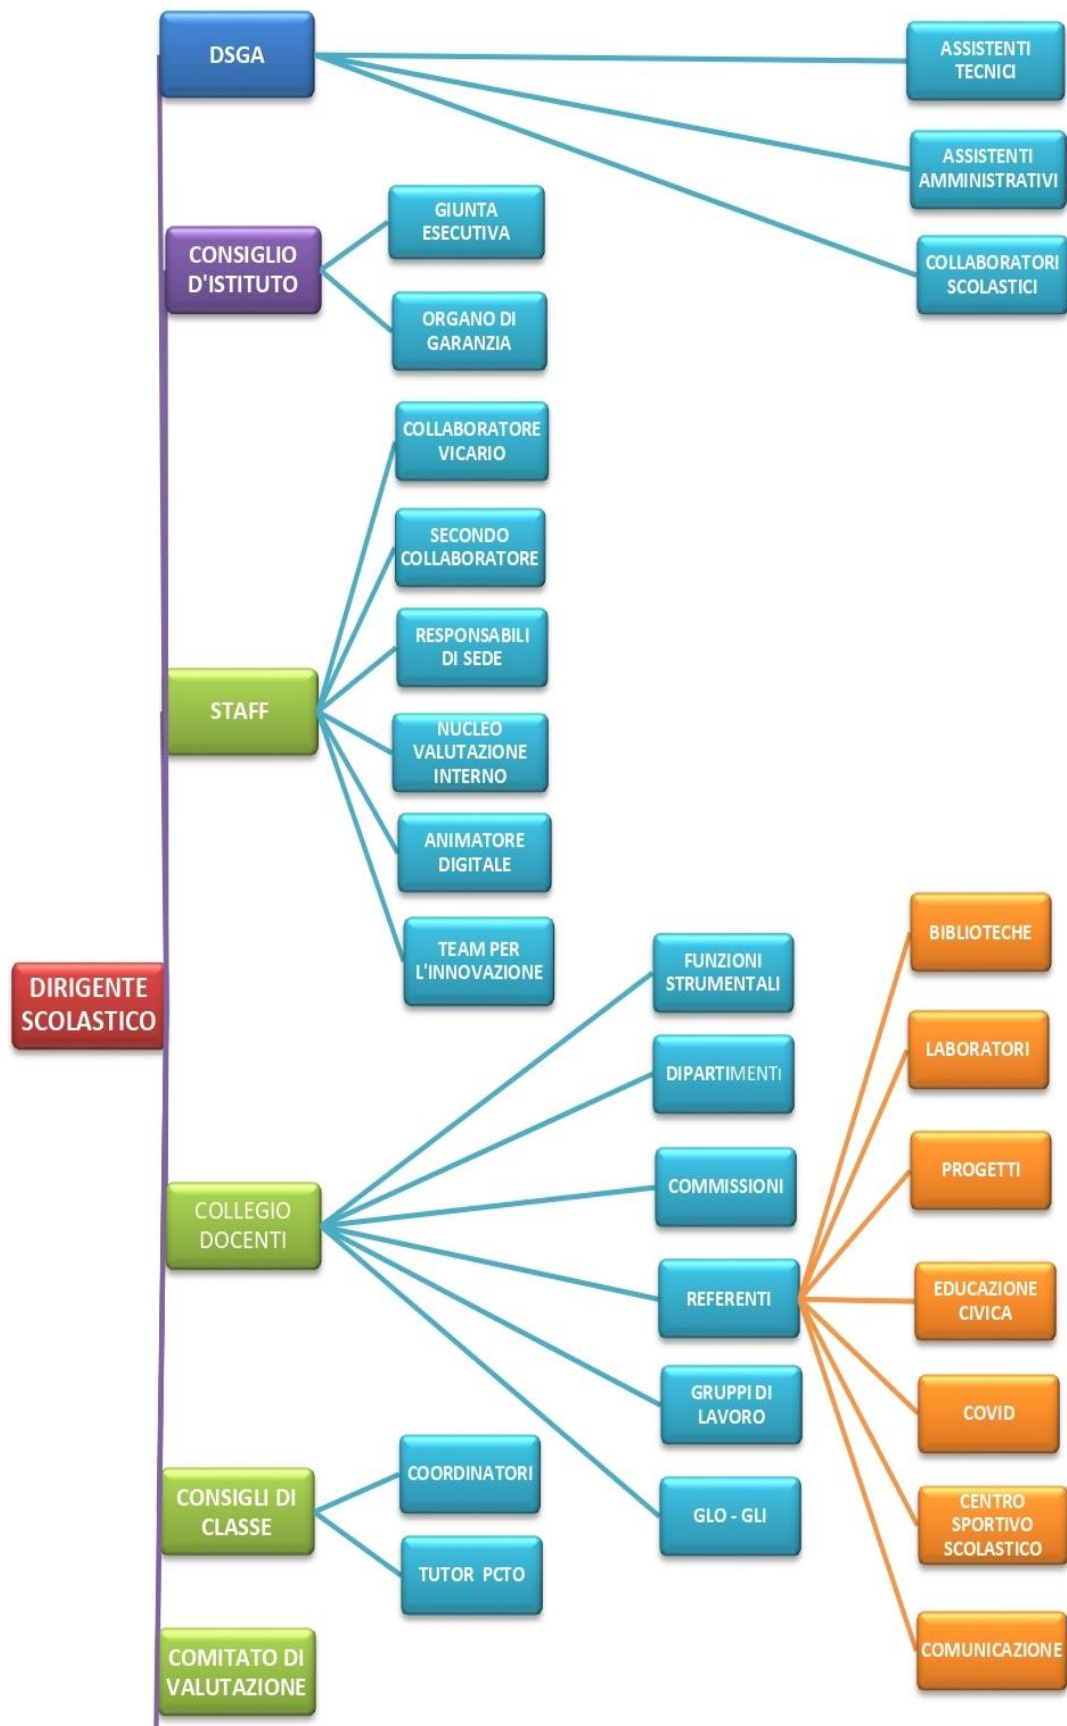 DSGA
ASSISTENTI
TECNICI
ASSISTENTI
AMMINISTRATIVI
COLLABORATORI
SCOLASTICI
CONSIGLIO
D'ISTITUTO
GIUNTA
ESECUTIVA
ORGANO DI
GARANZIA
STAFF
COLLABORATORE
VICARIO
SECONDO
COLLABORATORE
RESPONSABILI
DI SEDE
NUCLEO
VALUTAZIONE
INTERNO
ANIMATORE
DIGITALE
TEAM PER
L'INNOVAZIONE
DIRIGENTE
SCOLASTICO
COLLEGIO
DOCENTI
FUNZIONI
STRUMENTALI
DIPARTIMENTi
COMMISSIONI
REFERENTI
BIBLIOTECHE
LABORATORI
PROGETTI
EDUCAZIONE
CIVICA
COVID
CENTRO
SPORTIVO
SCOLASTICO
COMUNICAZIONE
GRUPPI DI
LAVORO
GLO - GLI
CONSIGLI DI
CLASSE
COORDINATORI
TUTOR PCTO
COMITATO DI
VALUTAZIONE